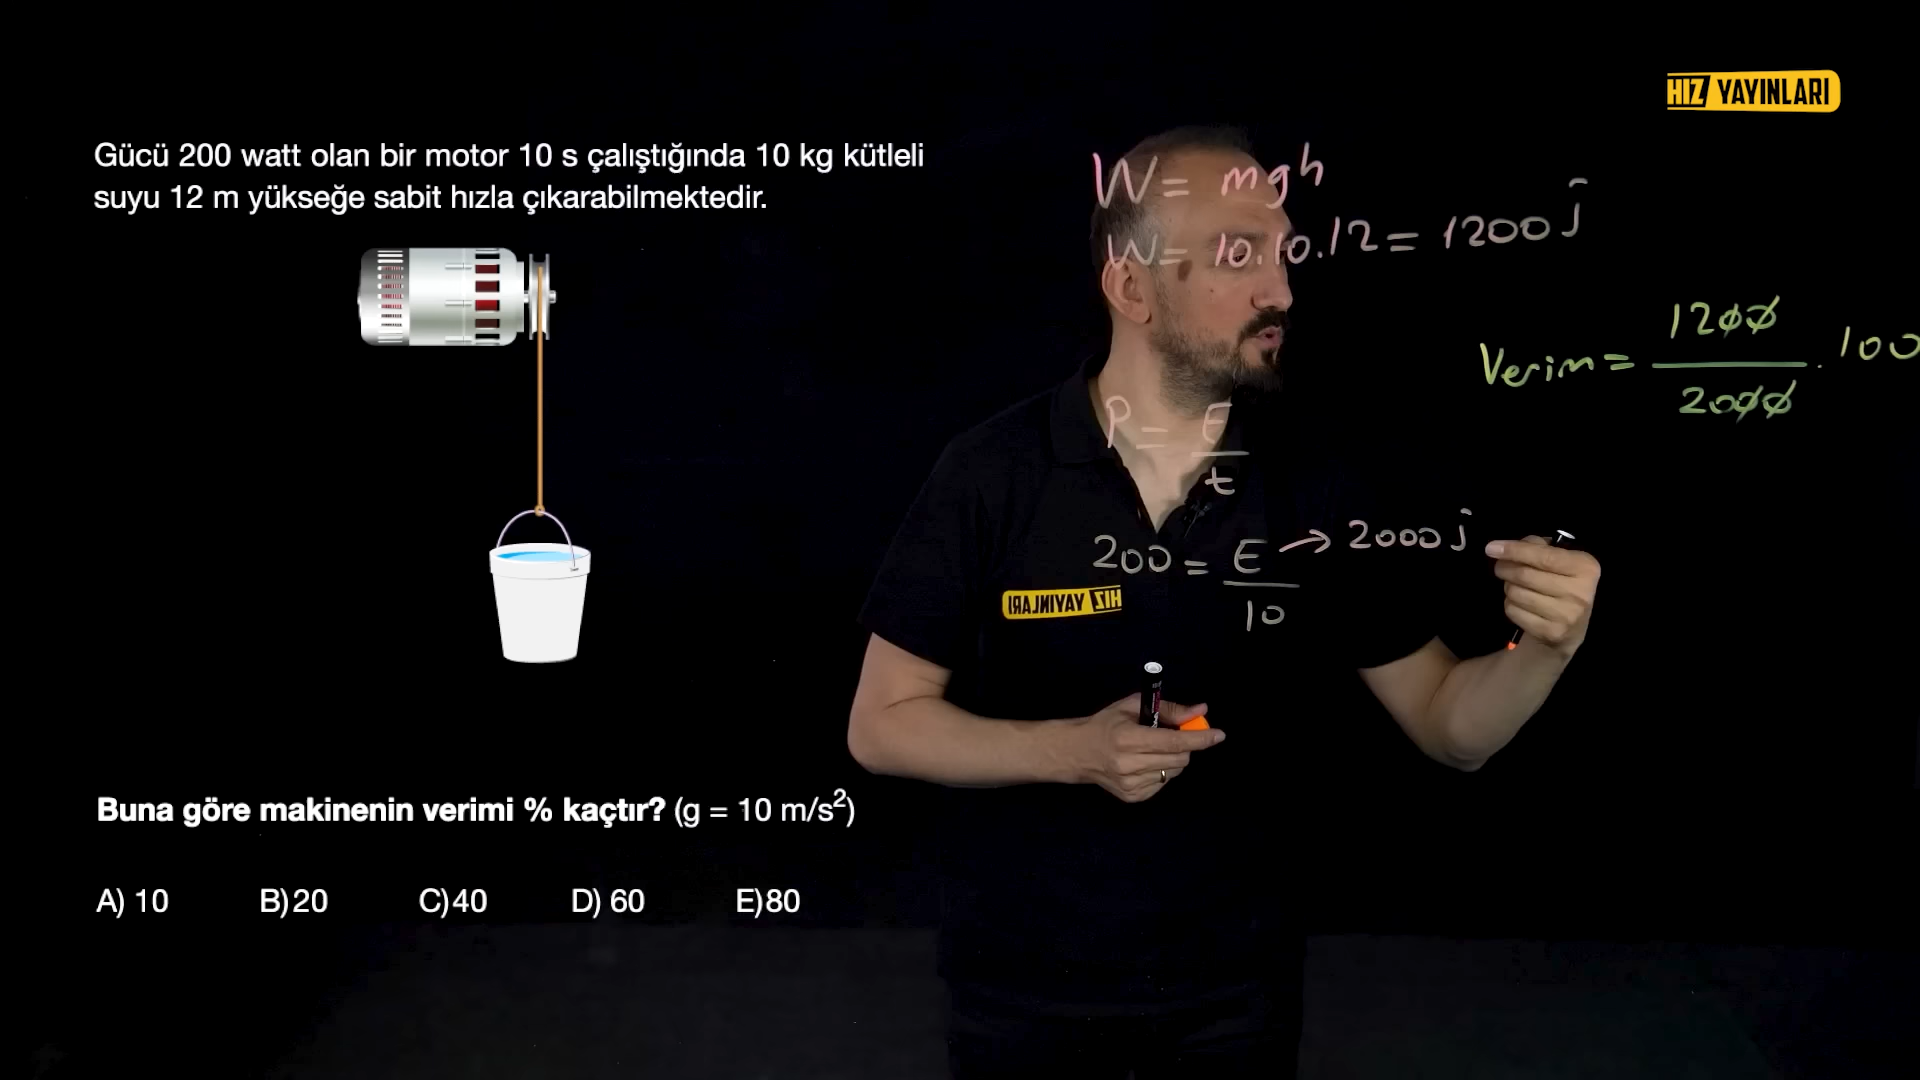 HIZ YAYINLARI
Gücü 200 watt olan bir motor 10 s çalıştığında 10 kg kütleli
suyu 12 m yükseğe sabit hızla çıkarabilmektedir.
W = mgh
W = 10.10.12 = 1200 j
Verim = 1200 / 2000 . 100
P = E / t
200 = E / 10 → 2000 j
HIZ YAYINLARI
Buna göre makinenin verimi % kaçtır? (g = 10 m/s²)
A) 10 B) 20 C) 40 D) 60 E) 80